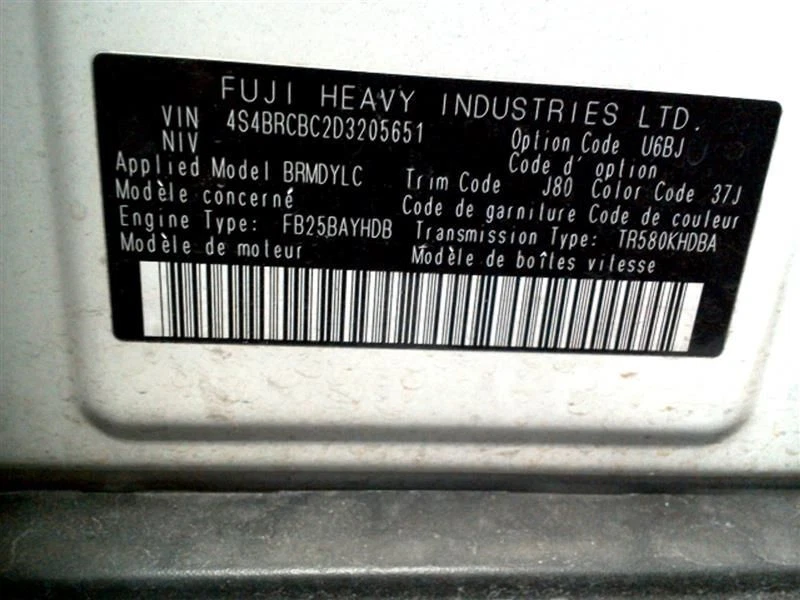 FUJI HEAVY INDUSTRIES LTD.
VIN 4S4BRCBC2D3205651 Option Code U6BJ
NIV Code d' option
Applied Model BRMDYLC Trim Code J80 Color Code 37J
Modèle concerné Code de garniture Code de couleur
Engine Type: FB25BAYHDB Transmission Type: TR580KHDBA
Modèle de moteur Modèle de boîtes vitesse